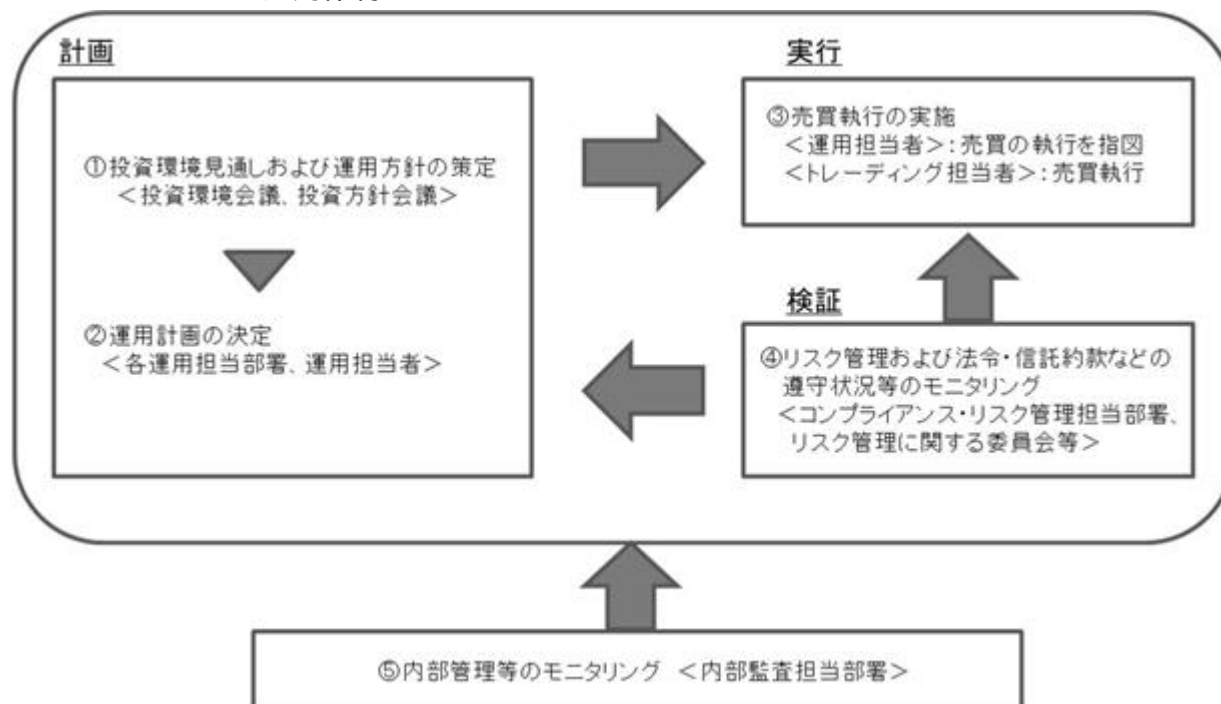 計画
①投資環境見通しおよび運用方針の策定
＜投資環境会議、投資方針会議＞
②運用計画の決定
＜各運用担当部署、運用担当者＞
実行
③売買執行の実施
＜運用担当者＞：売買の執行を指図
＜トレーディング担当者＞：売買執行
検証
④リスク管理および法令・信託約款などの
遵守状況等のモニタリング
＜コンプライアンス・リスク管理担当部署、
リスク管理に関する委員会等＞
⑤内部管理等のモニタリング ＜内部監査担当部署＞